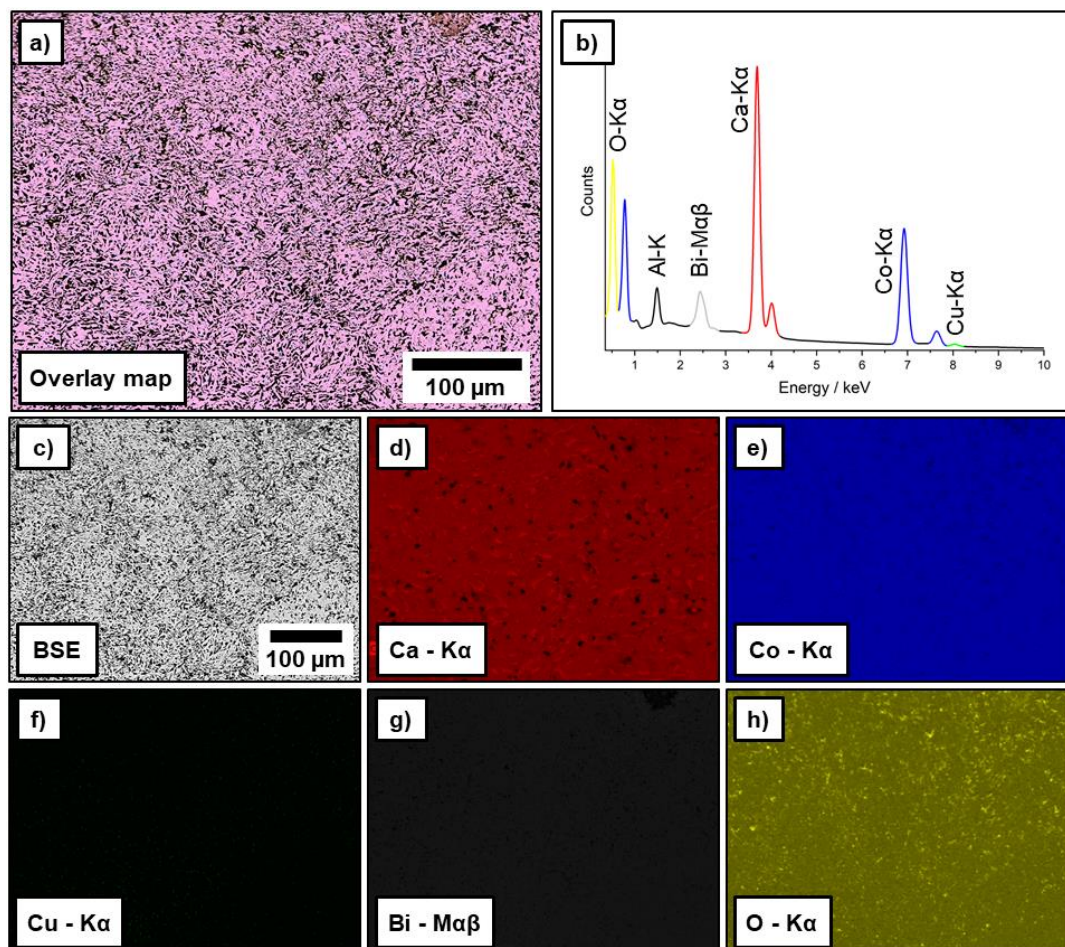 a)
Overlay map
100 µm
b)
Counts
O-Kα
Al-K
Bi-Mαβ
Ca-Kα
Co-Kα
Cu-Kα
1 2 3 4 5 6 7 8 9 10
Energy / keV
c)
BSE
100 µm
d)
Ca - Kα
e)
Co - Kα
f)
Cu - Kα
g)
Bi - Mαβ
h)
O - Kα